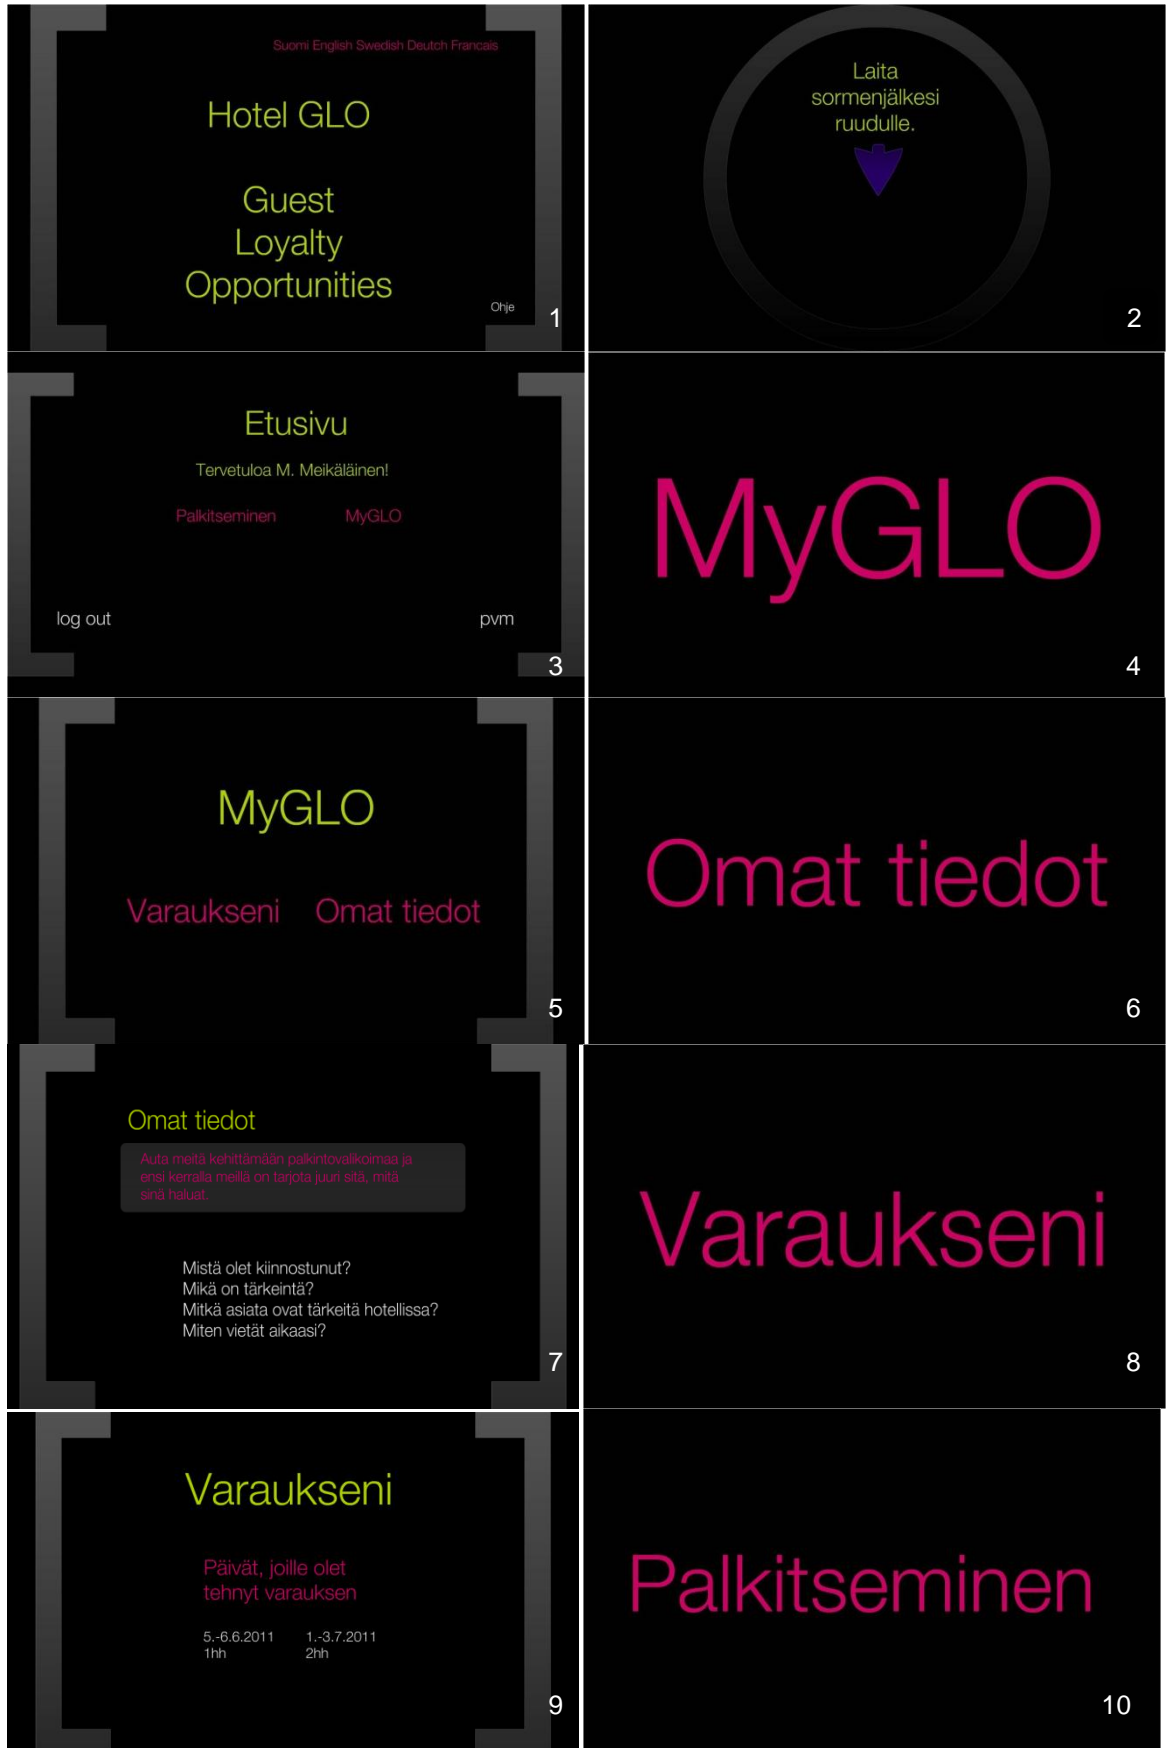 Suomi English Swedish Deutch Francais
Hotel GLO
Guest
Loyalty
Opportunities
Ohje
1
Laita
sormenjälkesi
ruudulle.
2
Etusivu
Tervetuloa M. Meikäläinen!
Palkitseminen MyGLO
log out pvm
3
MyGLO
4
MyGLO
Varaukseni Omat tiedot
5
Omat tiedot
6
Omat tiedot
Auta meitä kehittämään palkintovalikoimaa ja
ensi kerralla meillä on tarjota juuri sitä, mitä
sinä haluat.
Mistä olet kiinnostunut?
Mikä on tärkeintä?
Mitkä asiata ovat tärkeitä hotellissa?
Miten vietät aikaasi?
7
Varaukseni
8
Varaukseni
Päivät, joille olet
tehnyt varauksen
5.-6.6.2011 1.-3.7.2011
1hh 2hh
9
Palkitseminen
10